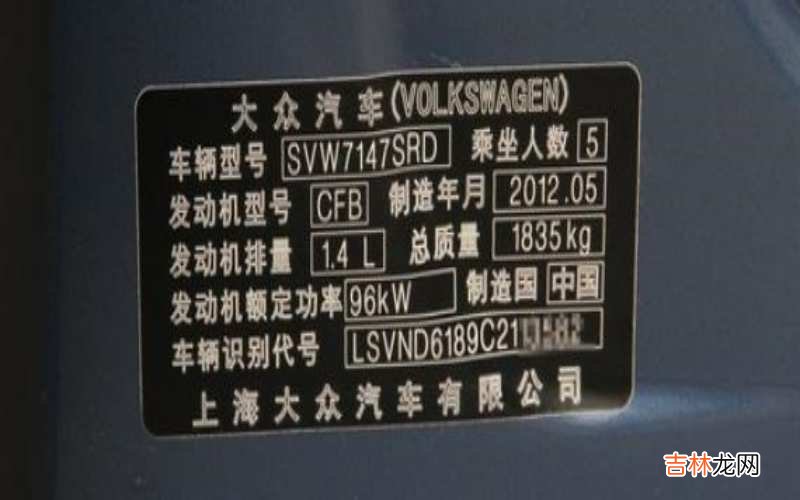 大众汽车(VOLKSWAGEN)
车辆型号 SVW7147SRD 乘坐人数 5
发动机型号 CFB 制造年月 2012.05
发动机排量 1.4 L 总质量 1835kg
发动机额定功率 96kW 制造国 中国
车辆识别代号 LSVND6189C21
上海大众汽车有限公司
吉林龙网